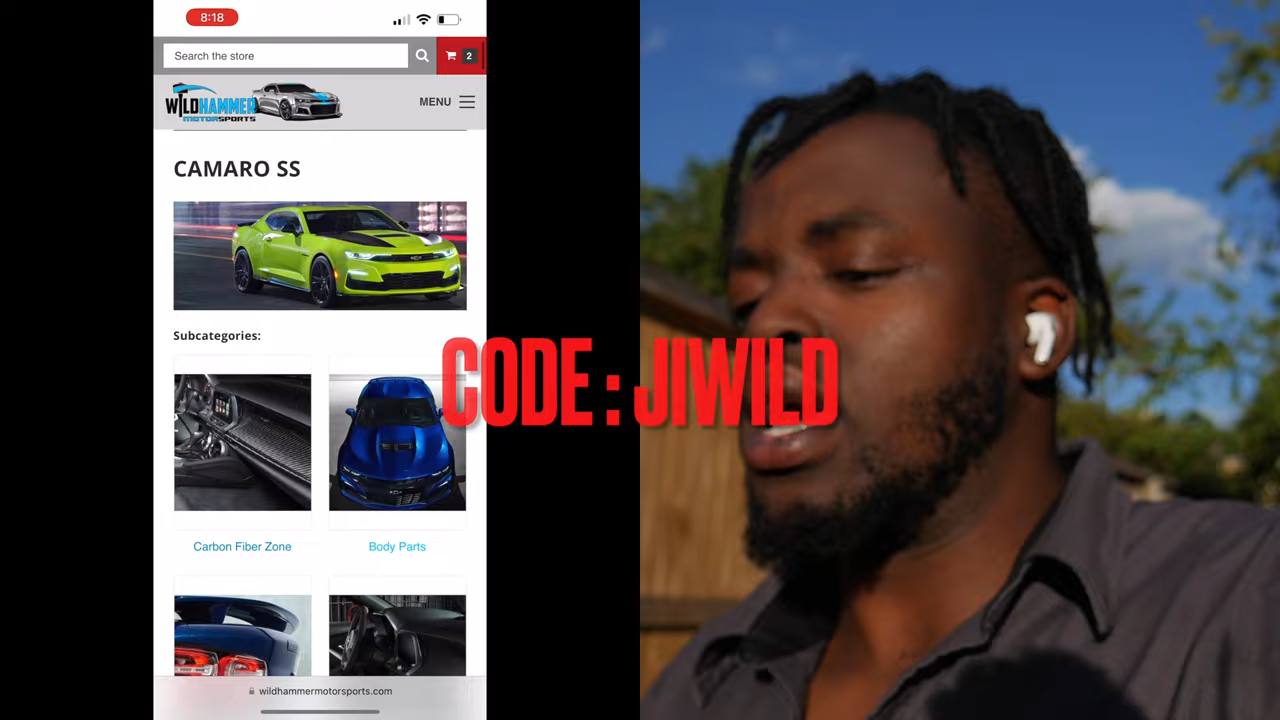 8:18
Search the store
2
WILDHAMMER
MOTORSPORTS
MENU
CAMARO SS
Subcategories:
CODE : JIWILD
Carbon Fiber Zone
Body Parts
wildhammermotorsports.com